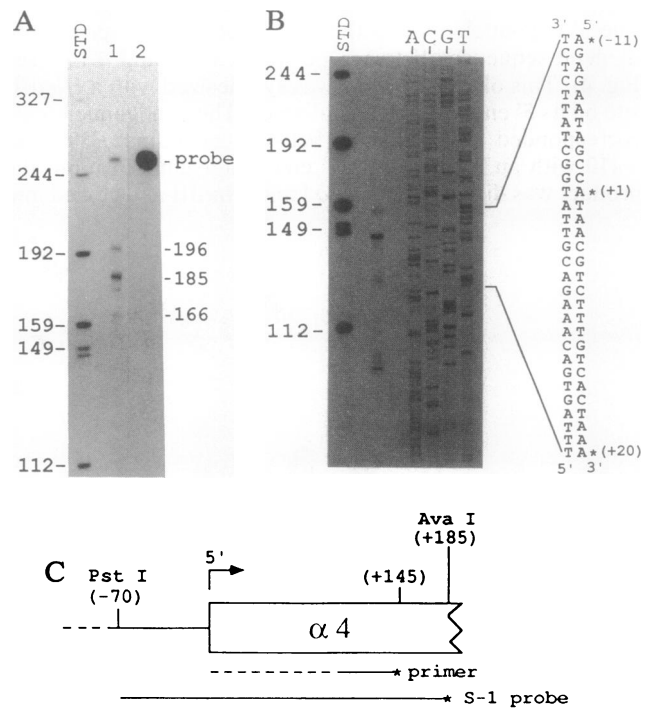 A
STD 1 2
327-
-probe
244-
192-
-196
-185
-166
159-
149-
112-
B
STD
A C G T
244-
192-
159-
149-
112-
3' 5'
T A *(-11)
C G
T A
C G
T A
T A
A T
T A
C G
G C
G C
T A *(+1)
A T
T A
T A
G C
C G
A T
G C
A T
A T
T A
C G
A T
G C
T A
G C
A T
T A
T A
T A *(+20)
5' 3'
C
Pst I
(-70)
5'
(+145)
Ava I
(+185)
α4
*primer
* S-1 probe